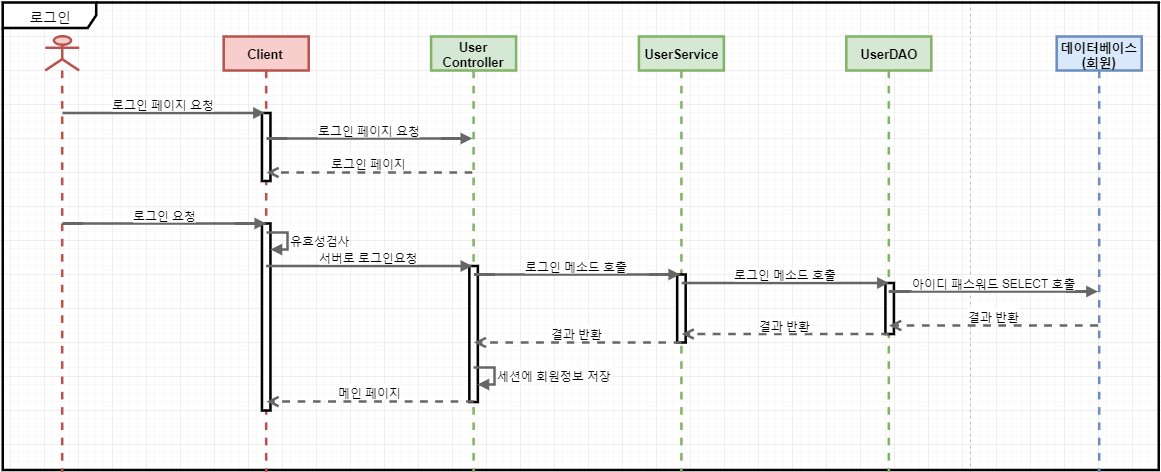 로그인
Client
User
Controller
UserService
UserDAO
데이터베이스
(회원)
로그인 페이지 요청
로그인 페이지 요청
로그인 페이지
로그인 요청
유효성검사
서버로 로그인요청
로그인 메소드 호출
로그인 메소드 호출
아이디 패스워드 SELECT 호출
결과 반환
결과 반환
결과 반환
세션에 회원정보 저장
메인 페이지